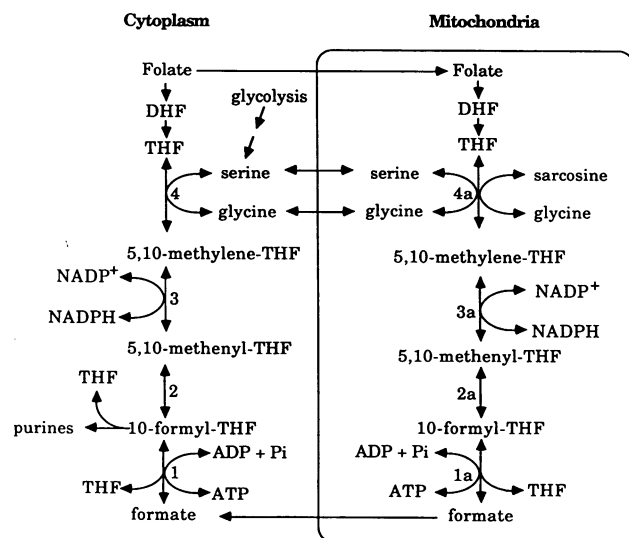 Cytoplasm Mitochondria
Folate Folate
glycolysis
DHF DHF
THF THF
serine serine sarcosine
4 4a
glycine glycine glycine
5,10-methylene-THF 5,10-methylene-THF
NADP+ NADP+
3 3a
NADPH NADPH
5,10-methenyl-THF 5,10-methenyl-THF
THF 2 2a
purines 10-formyl-THF 10-formyl-THF
ADP + Pi ADP + Pi
1 1a
THF ATP ATP THF
formate formate